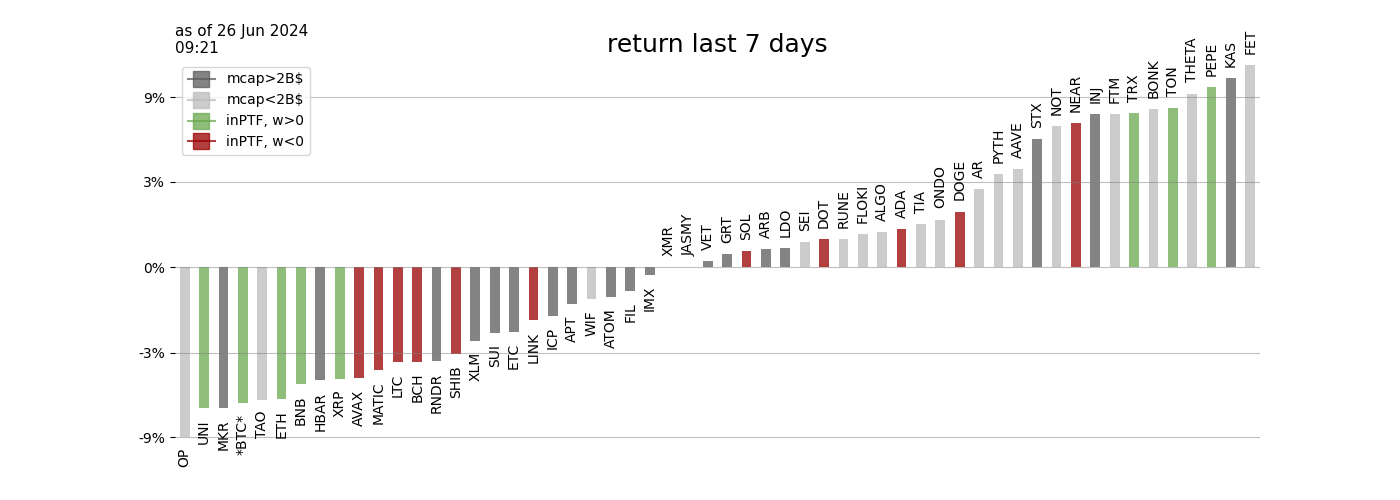 as of 26 Jun 2024
09:21
return last 7 days
mcap>2B$
mcap<2B$
inPTF, w>0
inPTF, w<0
9%
3%
0%
-3%
-9%
OP
UNI
MKR
*BTC*
TAO
ETH
BNB
HBAR
XRP
AVAX
MATIC
LTC
BCH
RNDR
SHIB
XLM
SUI
ETC
LINK
ICP
APT
WIF
ATOM
FIL
IMX
XMR
JASMY
VET
GRT
SOL
ARB
LDO
SEI
DOT
RUNE
FLOKI
ALGO
ADA
TIA
ONDO
DOGE
AR
PYTH
AAVE
STX
NOT
NEAR
INJ
FTM
TRX
BONK
TON
THETA
PEPE
KAS
FET